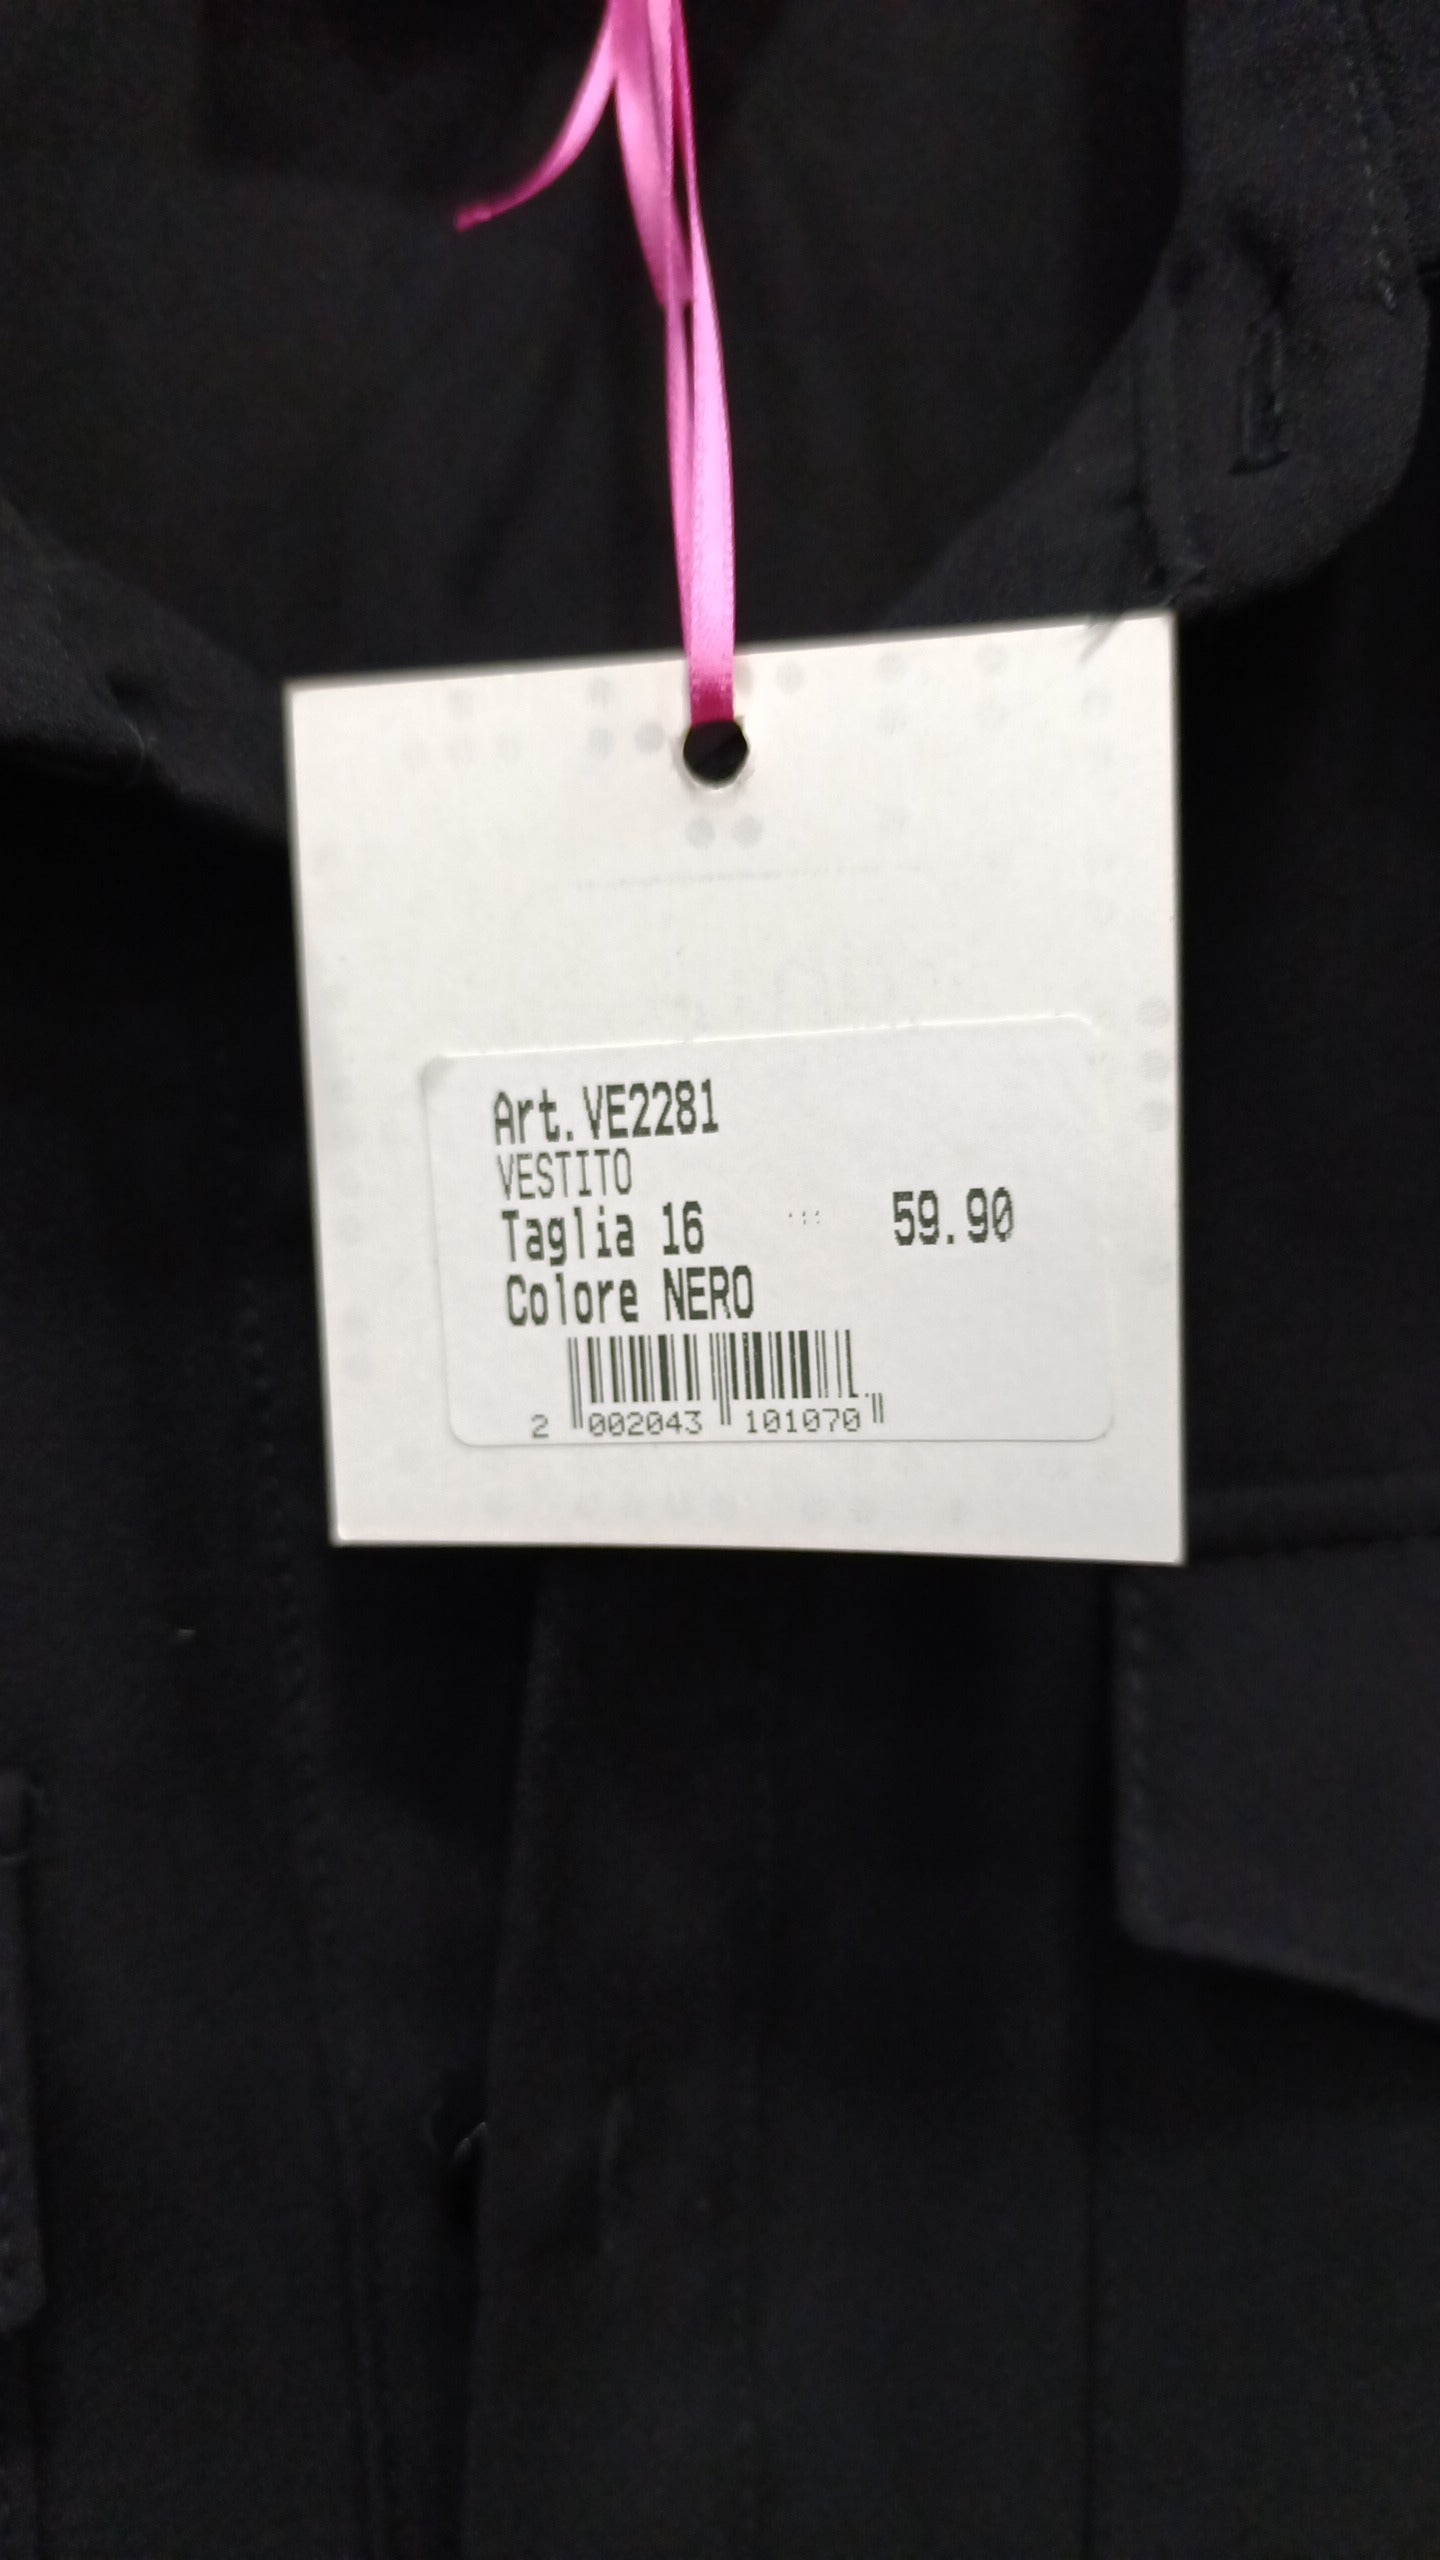 Art.VE2281
VESTITO
Taglia 16 59.90
Colore NERO
2 002043 101070